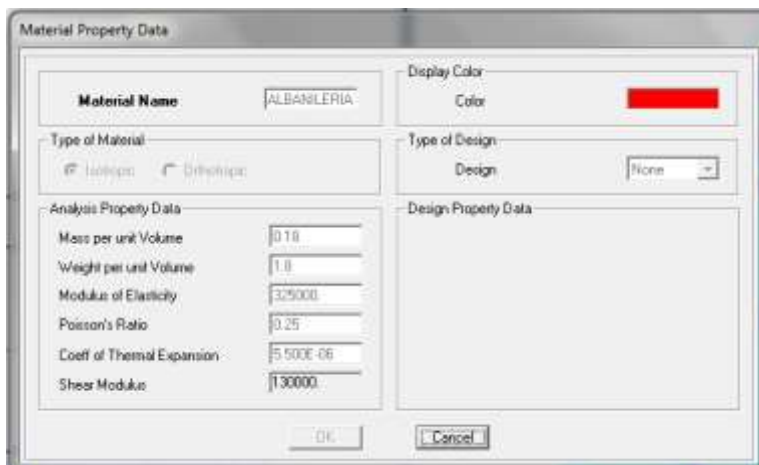 Material Property Data
Material Name
ALBANILERIA
Display Color
Color
Type of Material
Isotropic
Orthotropic
Type of Design
Design
None
Analysis Property Data
Mass per unit Volume
0.18
Weight per unit Volume
1.8
Modulus of Elasticity
325000.
Poisson's Ratio
0.25
Coeff of Thermal Expansion
5.500E-06
Shear Modulus
130000.
Design Property Data
OK
Cancel